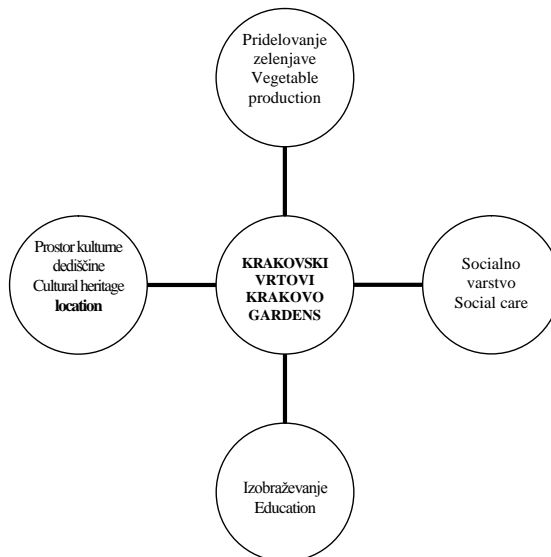 Pridelovanje
zelenjave
Vegetable
production
Prostor kulturne
dediščine
Cultural heritage
location
KRAKOVSKI
VRTOVI
KRAKOVO
GARDENS
Socialno
varstvo
Social care
Izobraževanje
Education